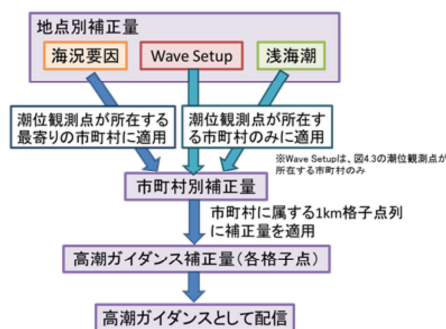 地点別補正量
海況要因
Wave Setup
浅海潮
潮位観測点が所在する
最寄りの市町村に適用
潮位観測点が所在す
る市町村のみに適用
※Wave Setupは、図4.3の潮位観測点が
所在する市町村のみ
市町村別補正量
市町村に属する1km格子点列
に補正量を適用
高潮ガイダンス補正量(各格子点)
高潮ガイダンスとして配信